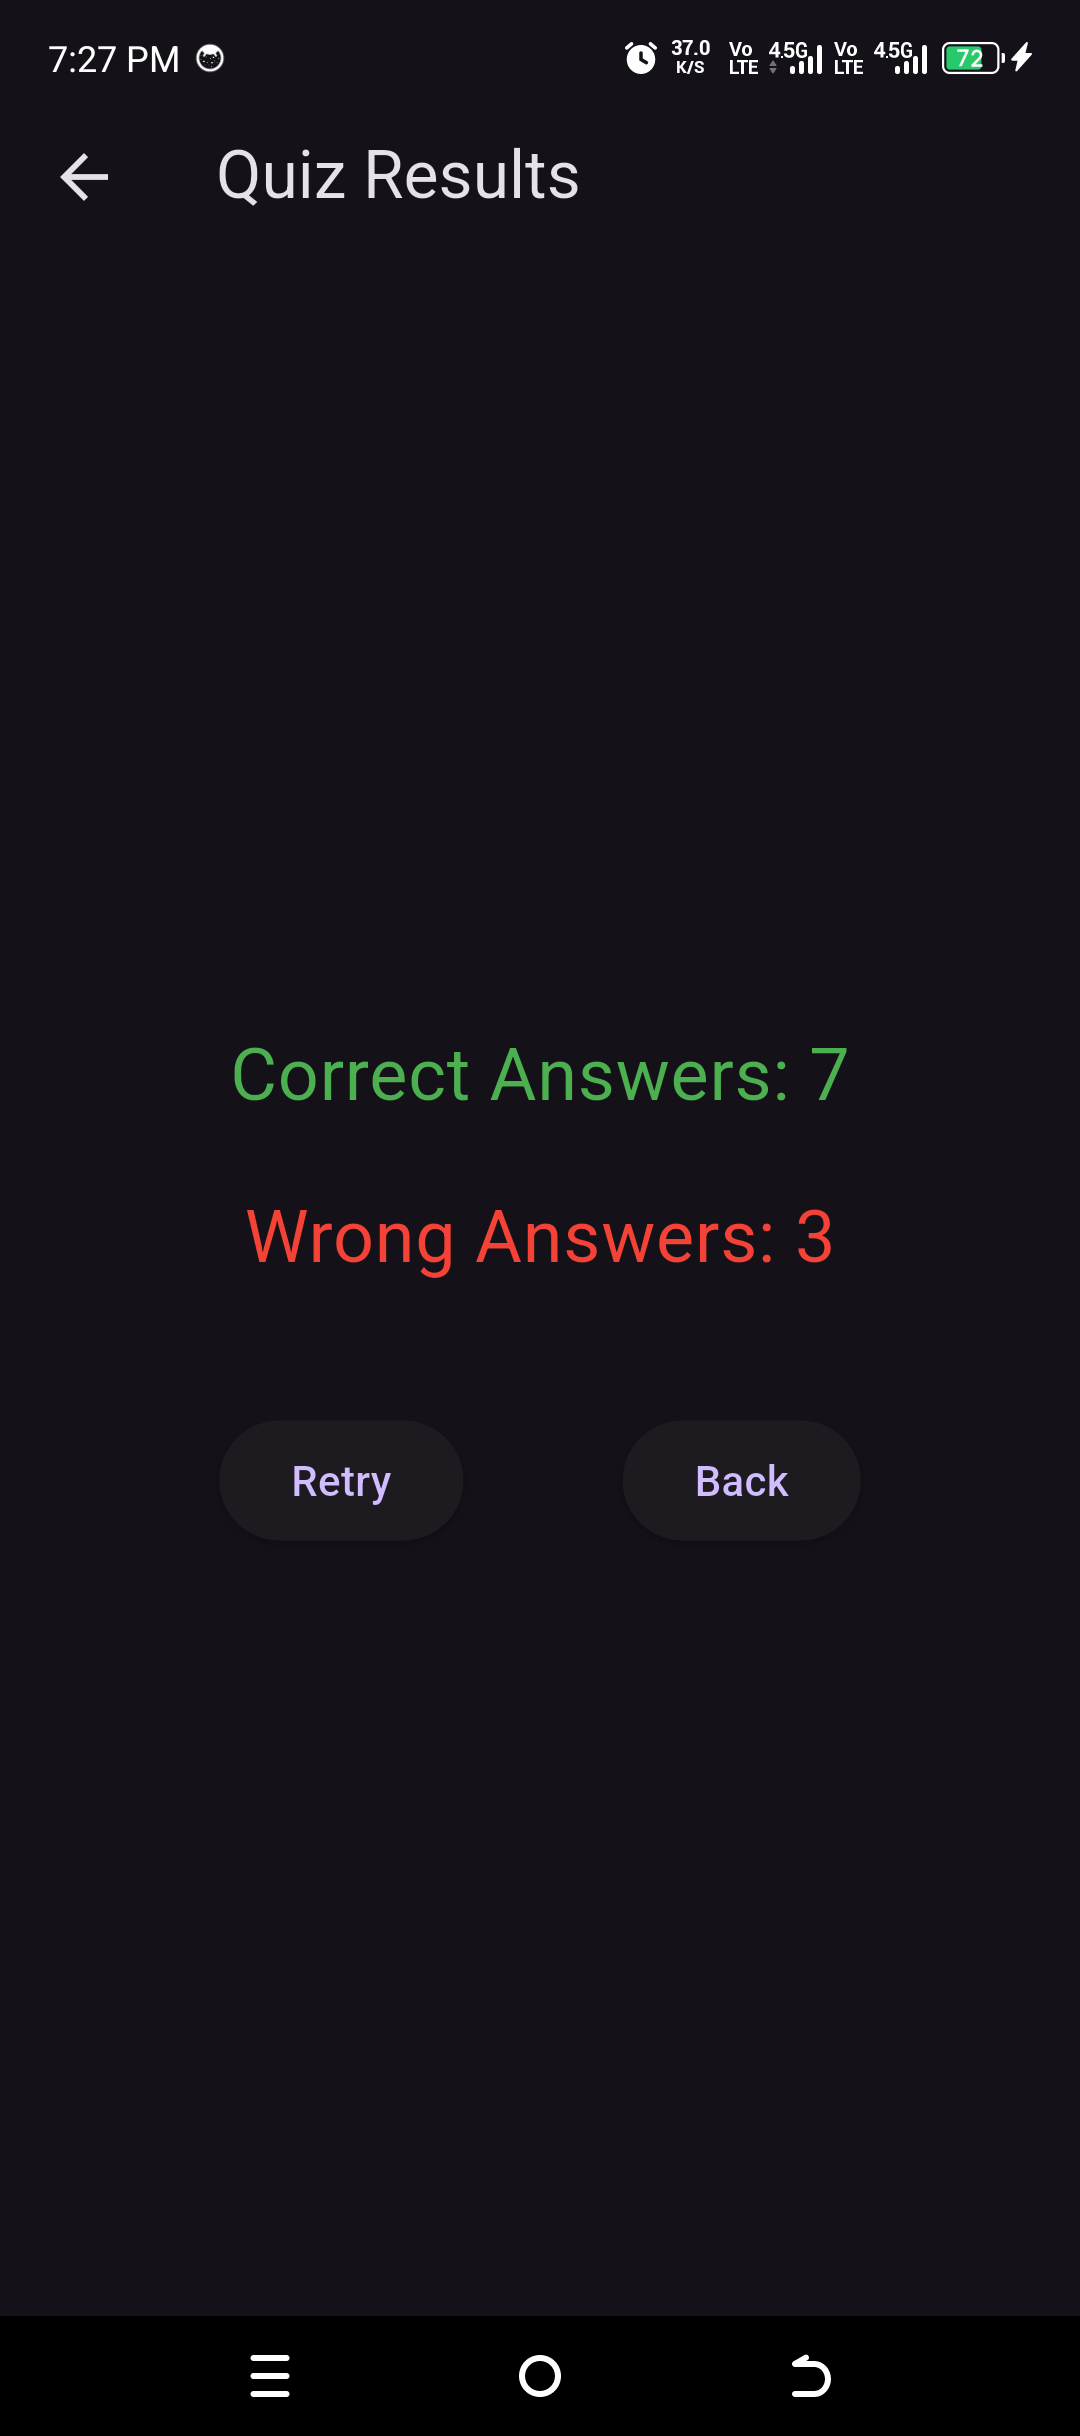 7:27 PM
37.0 K/S Vo LTE 4.5G Vo LTE 4.5G 72
Quiz Results
Correct Answers: 7
Wrong Answers: 3
Retry Back